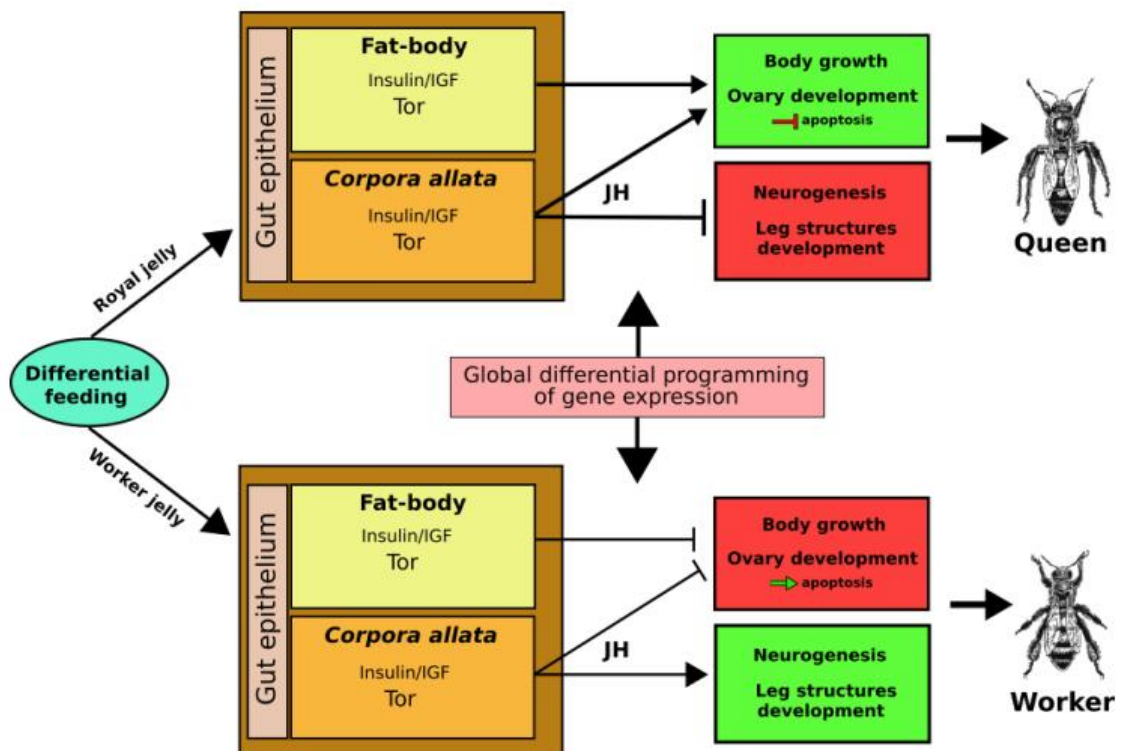 Differential
feeding
Royal jelly
Worker jelly
Gut epithelium
Fat-body
Insulin/IGF
Tor
Corpora allata
Insulin/IGF
Tor
JH
Body growth
Ovary development
apoptosis
Neurogenesis
Leg structures
development
Queen
Global differential programming
of gene expression
Gut epithelium
Fat-body
Insulin/IGF
Tor
Corpora allata
Insulin/IGF
Tor
JH
Body growth
Ovary development
apoptosis
Neurogenesis
Leg structures
development
Worker